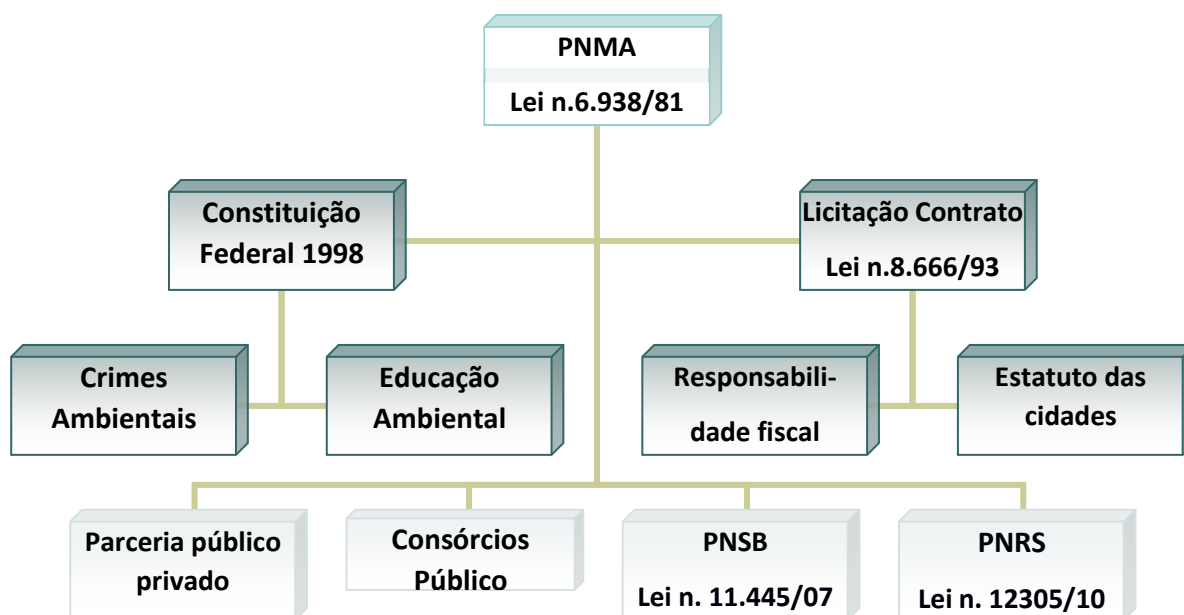 PNMA
Lei n.6.938/81
Constituição
Federal 1998
Licitação Contrato
Lei n.8.666/93
Crimes
Ambientais
Educação
Ambiental
Responsabili-
dade fiscal
Estatuto das
cidades
Parceria público
privado
Consórcios
Público
PNSB
Lei n. 11.445/07
PNRS
Lei n. 12305/10